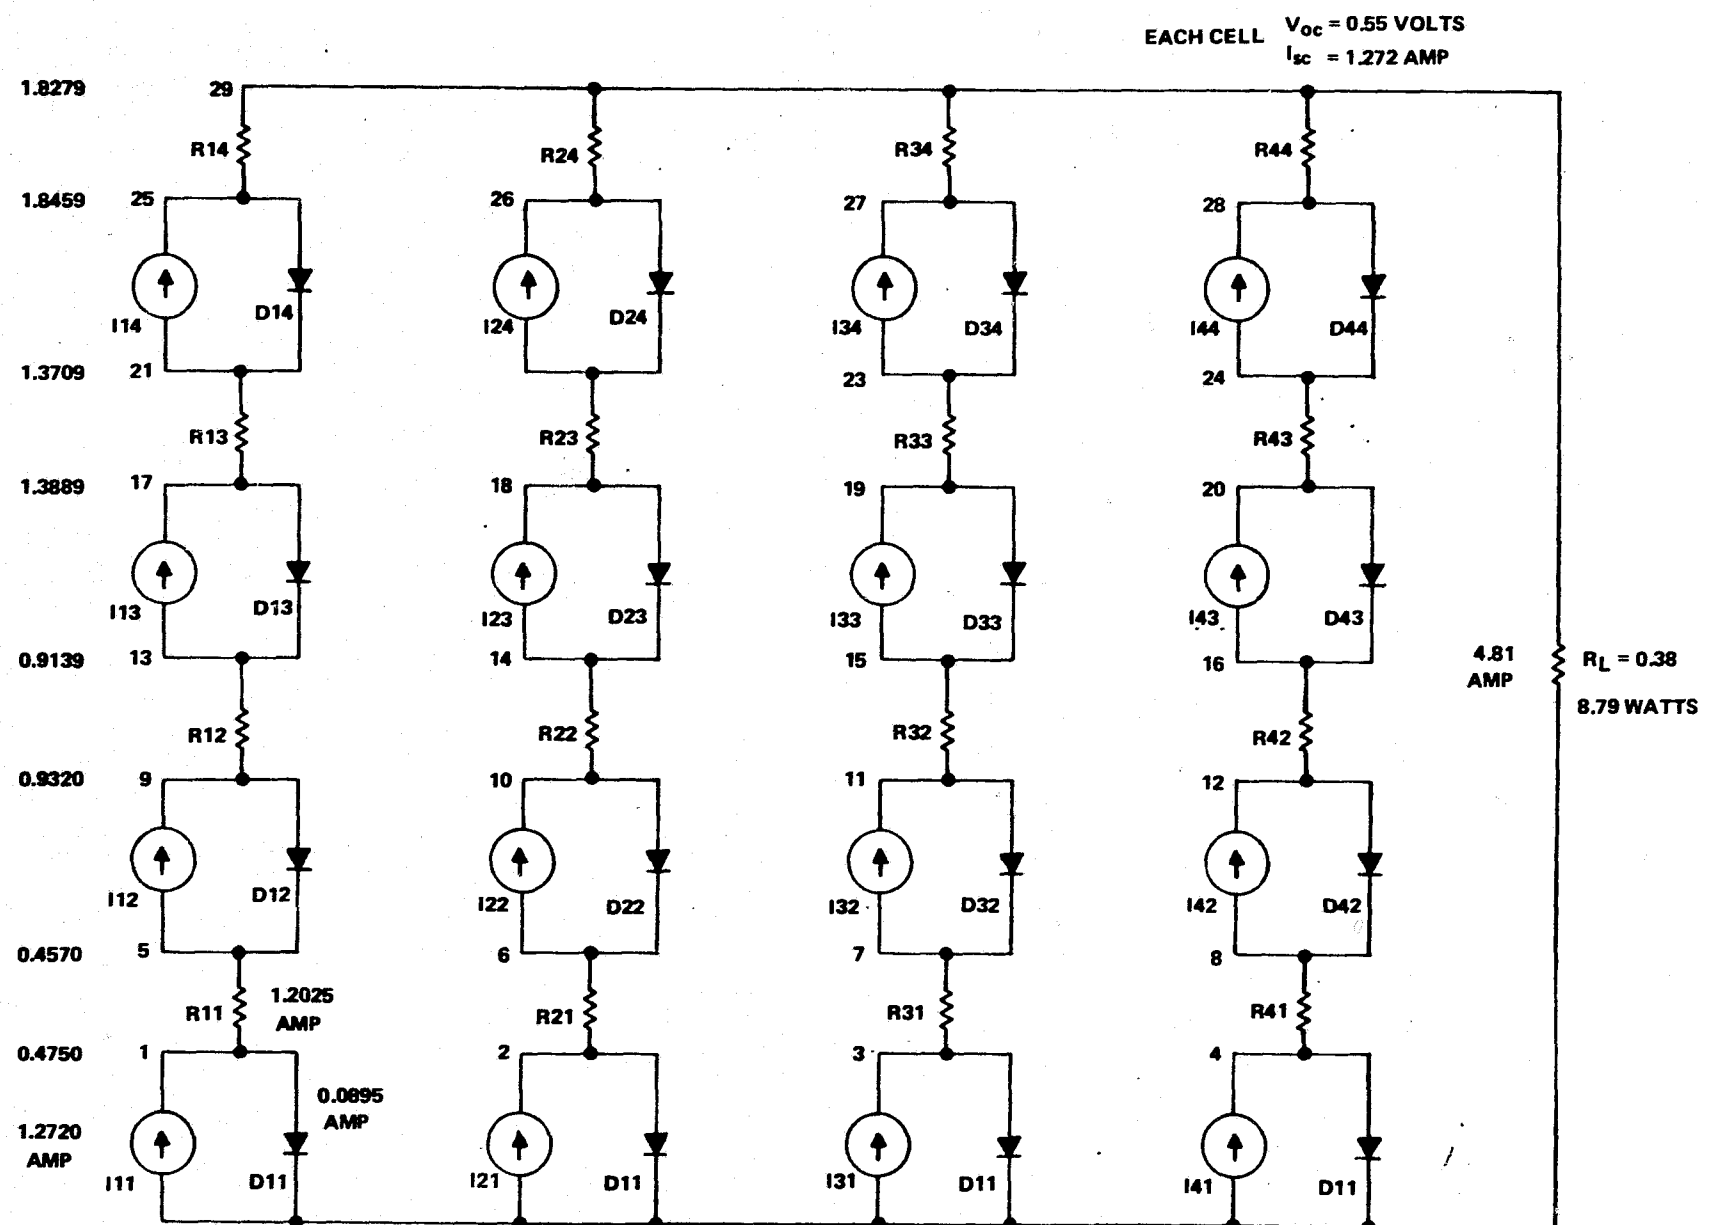 EACH CELL Voc = 0.55 VOLTS
Isc = 1.272 AMP
1.8279 29
R14 R24 R34 R44
1.8459 25 26 27 28
I14 D14 I24 D24 I34 D34 I44 D44
1.3709 21 23 24
R13 R23 R33 R43
1.3889 17 18 19 20
I13 D13 I23 D23 I33 D33 I43 D43
0.9139 13 14 15 16
4.81 AMP
RL = 0.38
8.79 WATTS
R12 R22 R32 R42
0.9320 9 10 11 12
I12 D12 I22 D22 I32 D32 I42 D42
0.4570 5 6 7 8
R11 1.2025 AMP R21 R31 R41
0.4750 1 2 3 4
0.0895 AMP
1.2720 AMP
I11 D11 I21 D11 I31 D11 I41 D11